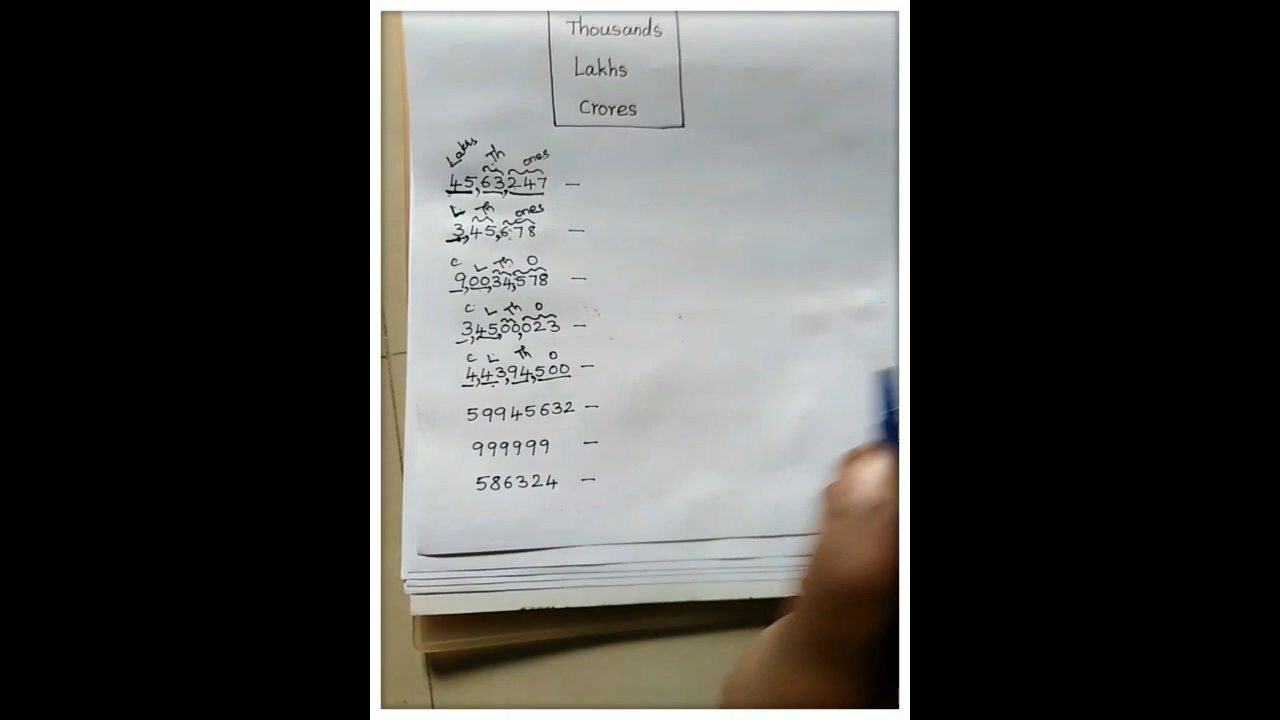 Thousands
Lakhs
Crores
Lakhs Th ones
45,63,247 —
L Th ones
3,45,678 —
C L Th O
9,00,34,578 —
C L Th O
3,45,00,023 —
C L Th O
4,43,94,500 —
59945632 —
999999 —
586324 —